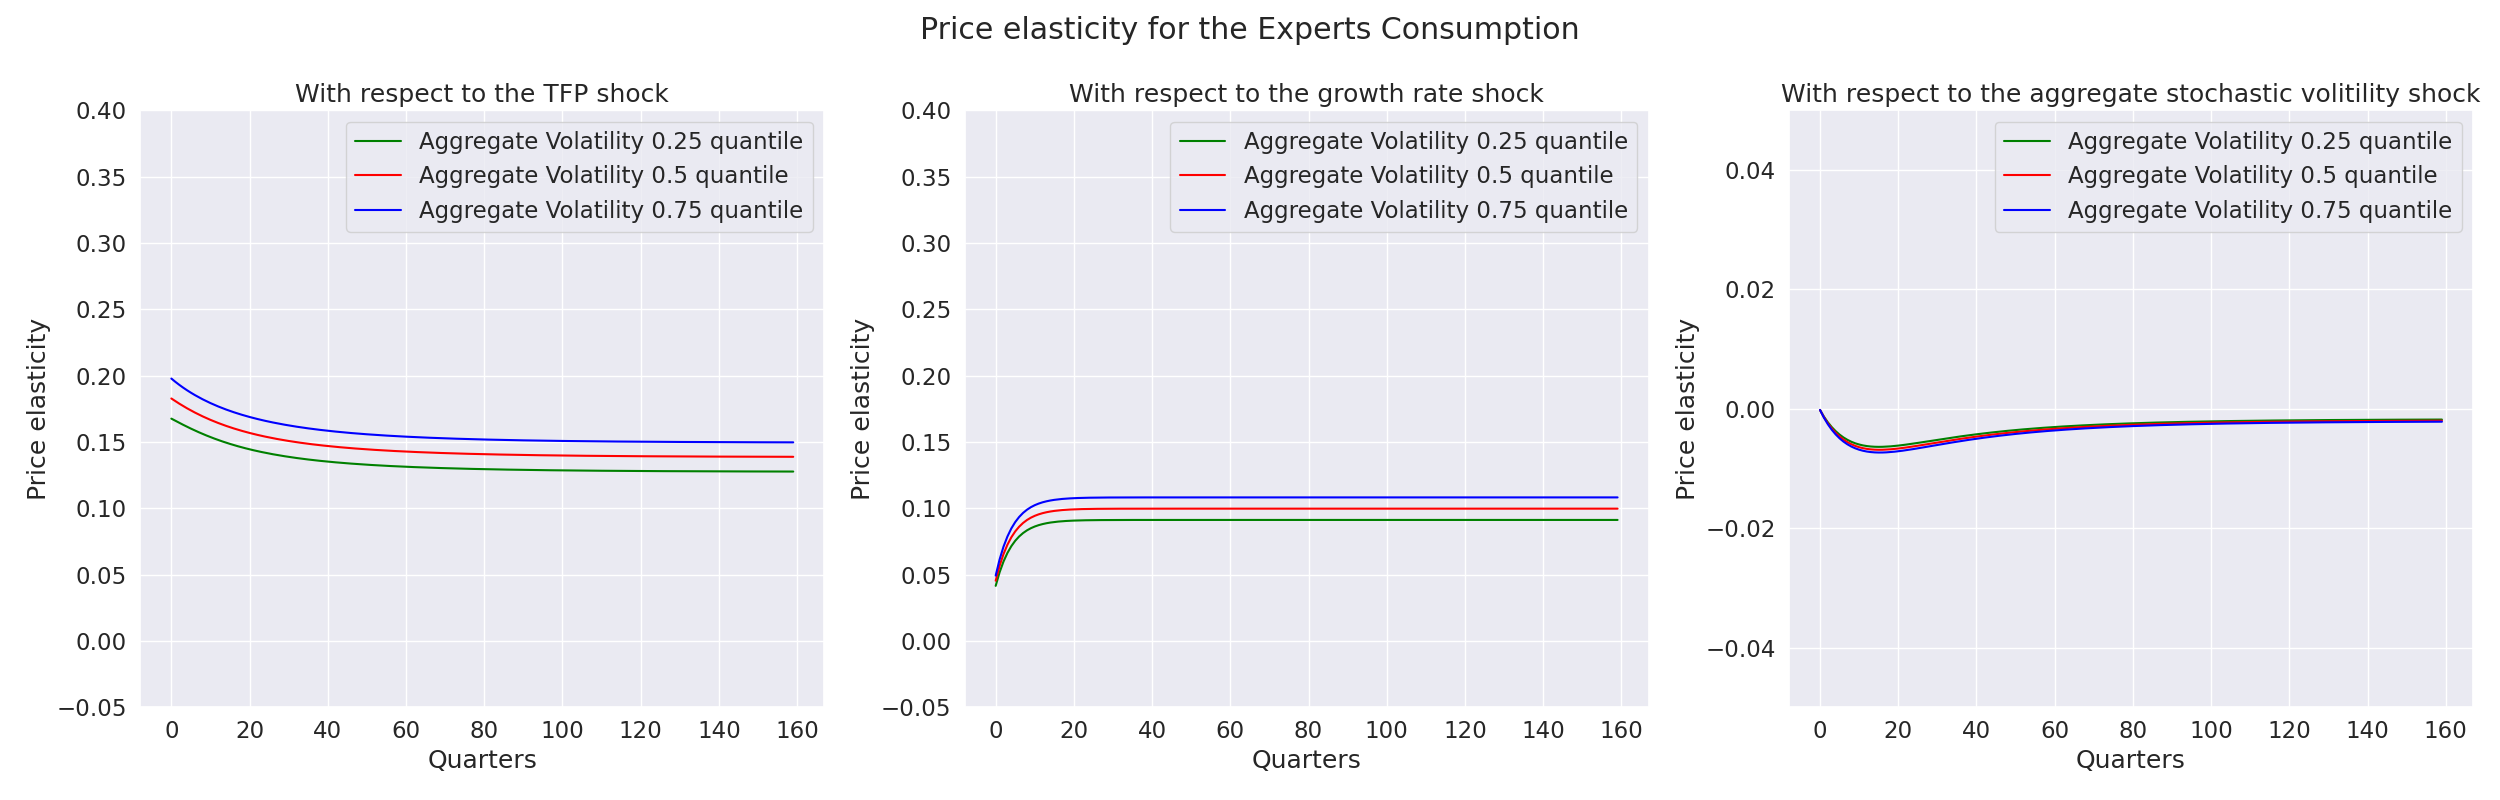 Price elasticity for the Experts Consumption
With respect to the TFP shock
Price elasticity
0.40
0.35
0.30
0.25
0.20
0.15
0.10
0.05
0.00
−0.05
Aggregate Volatility 0.25 quantile
Aggregate Volatility 0.5 quantile
Aggregate Volatility 0.75 quantile
0 20 40 60 80 100 120 140 160
Quarters
With respect to the growth rate shock
Price elasticity
0.40
0.35
0.30
0.25
0.20
0.15
0.10
0.05
0.00
−0.05
Aggregate Volatility 0.25 quantile
Aggregate Volatility 0.5 quantile
Aggregate Volatility 0.75 quantile
0 20 40 60 80 100 120 140 160
Quarters
With respect to the aggregate stochastic volitility shock
Price elasticity
0.04
0.02
0.00
−0.02
−0.04
Aggregate Volatility 0.25 quantile
Aggregate Volatility 0.5 quantile
Aggregate Volatility 0.75 quantile
0 20 40 60 80 100 120 140 160
Quarters